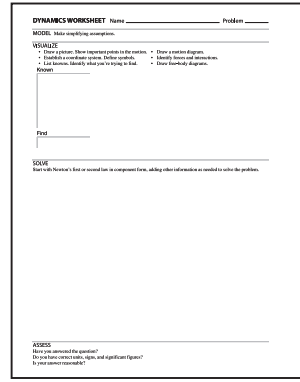 DYNAMICS WORKSHEET Name Problem
MODEL Make simplifying assumptions.
VISUALIZE
• Draw a picture. Show important points in the motion. • Draw a motion diagram.
• Establish a coordinate system. Define symbols. • Identify forces and interactions.
• List knowns. Identify what you're trying to find. • Draw free-body diagrams.
Known
Find
SOLVE
Start with Newton's first or second law in component form, adding other information as needed to solve the problem.
ASSESS
Have you answered the question?
Do you have correct units, signs, and significant figures?
Is your answer reasonable?